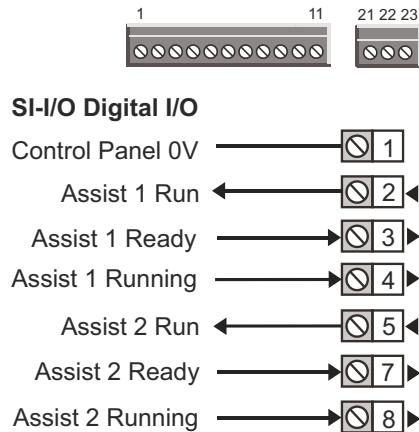 1 11 21 22 23
SI-I/O Digital I/O
Control Panel 0V 1
Assist 1 Run 2
Assist 1 Ready 3
Assist 1 Running 4
Assist 2 Run 5
Assist 2 Ready 7
Assist 2 Running 8